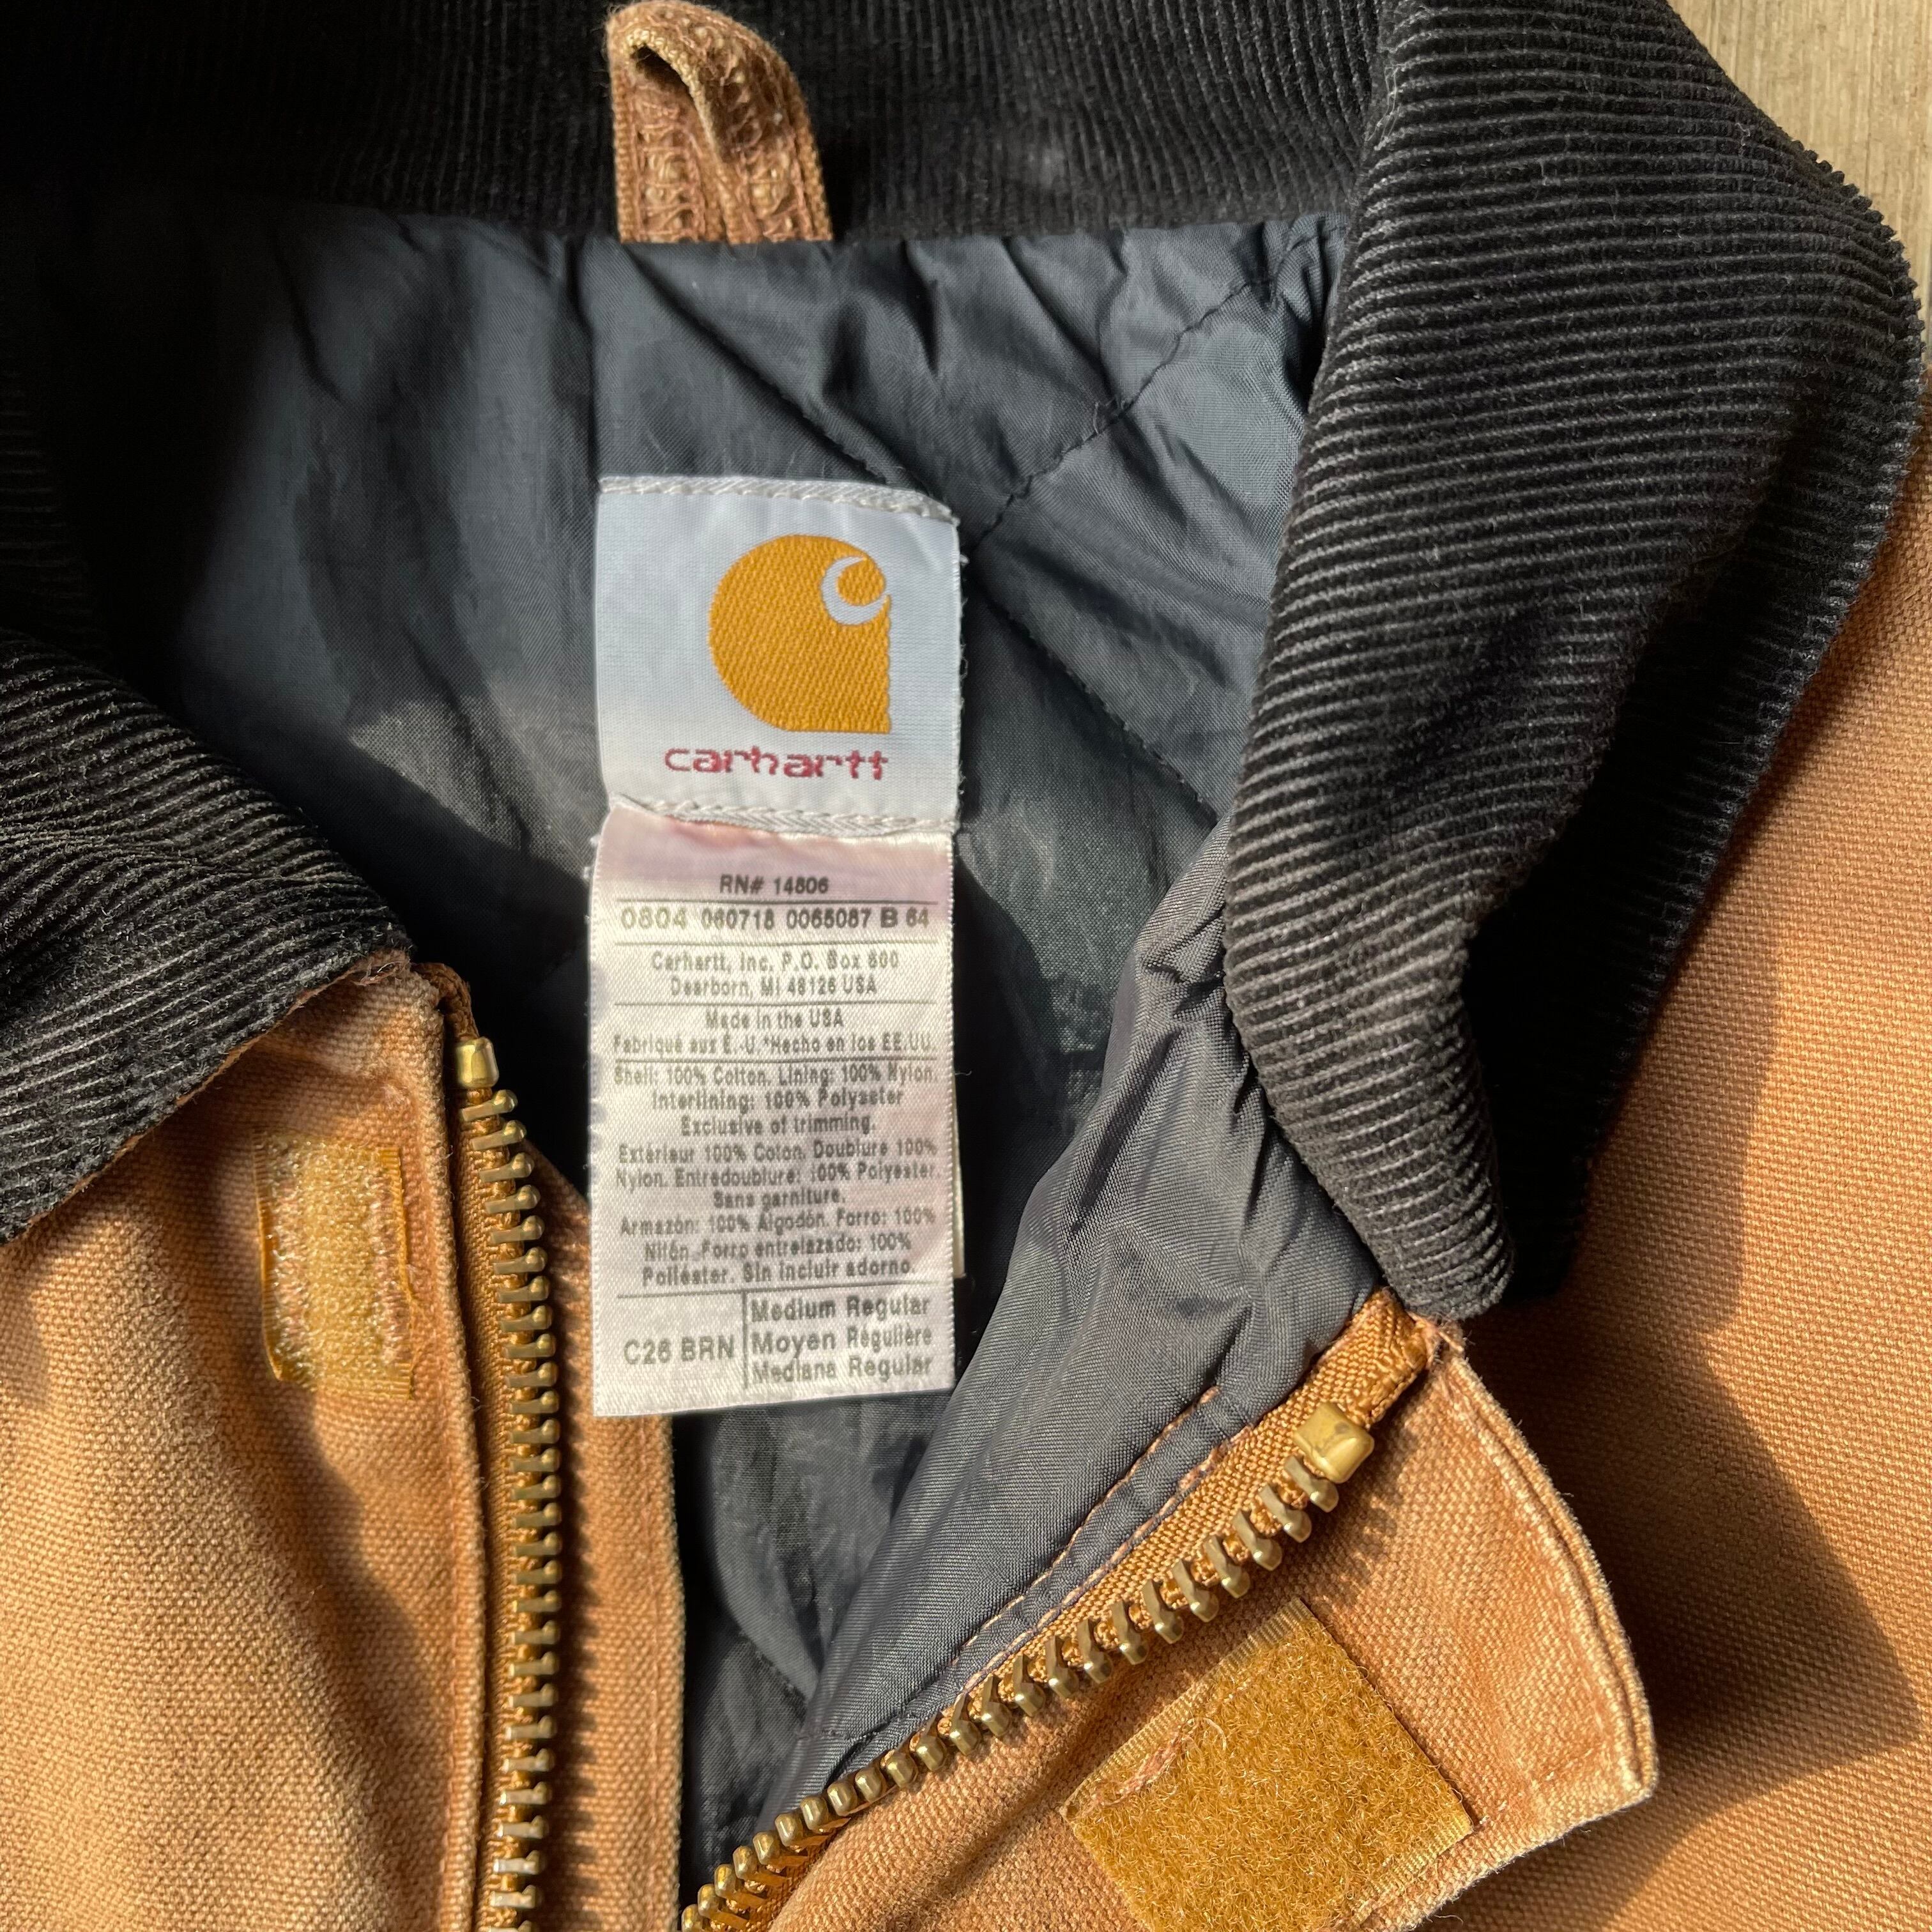 carhartt
RN# 14806
0804 060718 0065087 B 64
Carhartt, Inc, P.O. Box 600
Dearborn, MI 48126 USA
Made in the USA
Fabriqué aux E.-U.*Hecho en los EE.UU.
Shell: 100% Cotton. Lining: 100% Nylon.
Interlining: 100% Polyester
Exclusive of trimming.
Extérieur 100% Coton. Doublure 100%
Nylon. Entredoublure: 100% Polyester.
Sans garniture.
Armazón: 100% Algodón. Forro: 100%
Nilón. Forro entrelazado: 100%
Poliéster. Sin incluir adorno.
C26 BRN
Medium Regular
Moyen Régulière
Mediana Regular